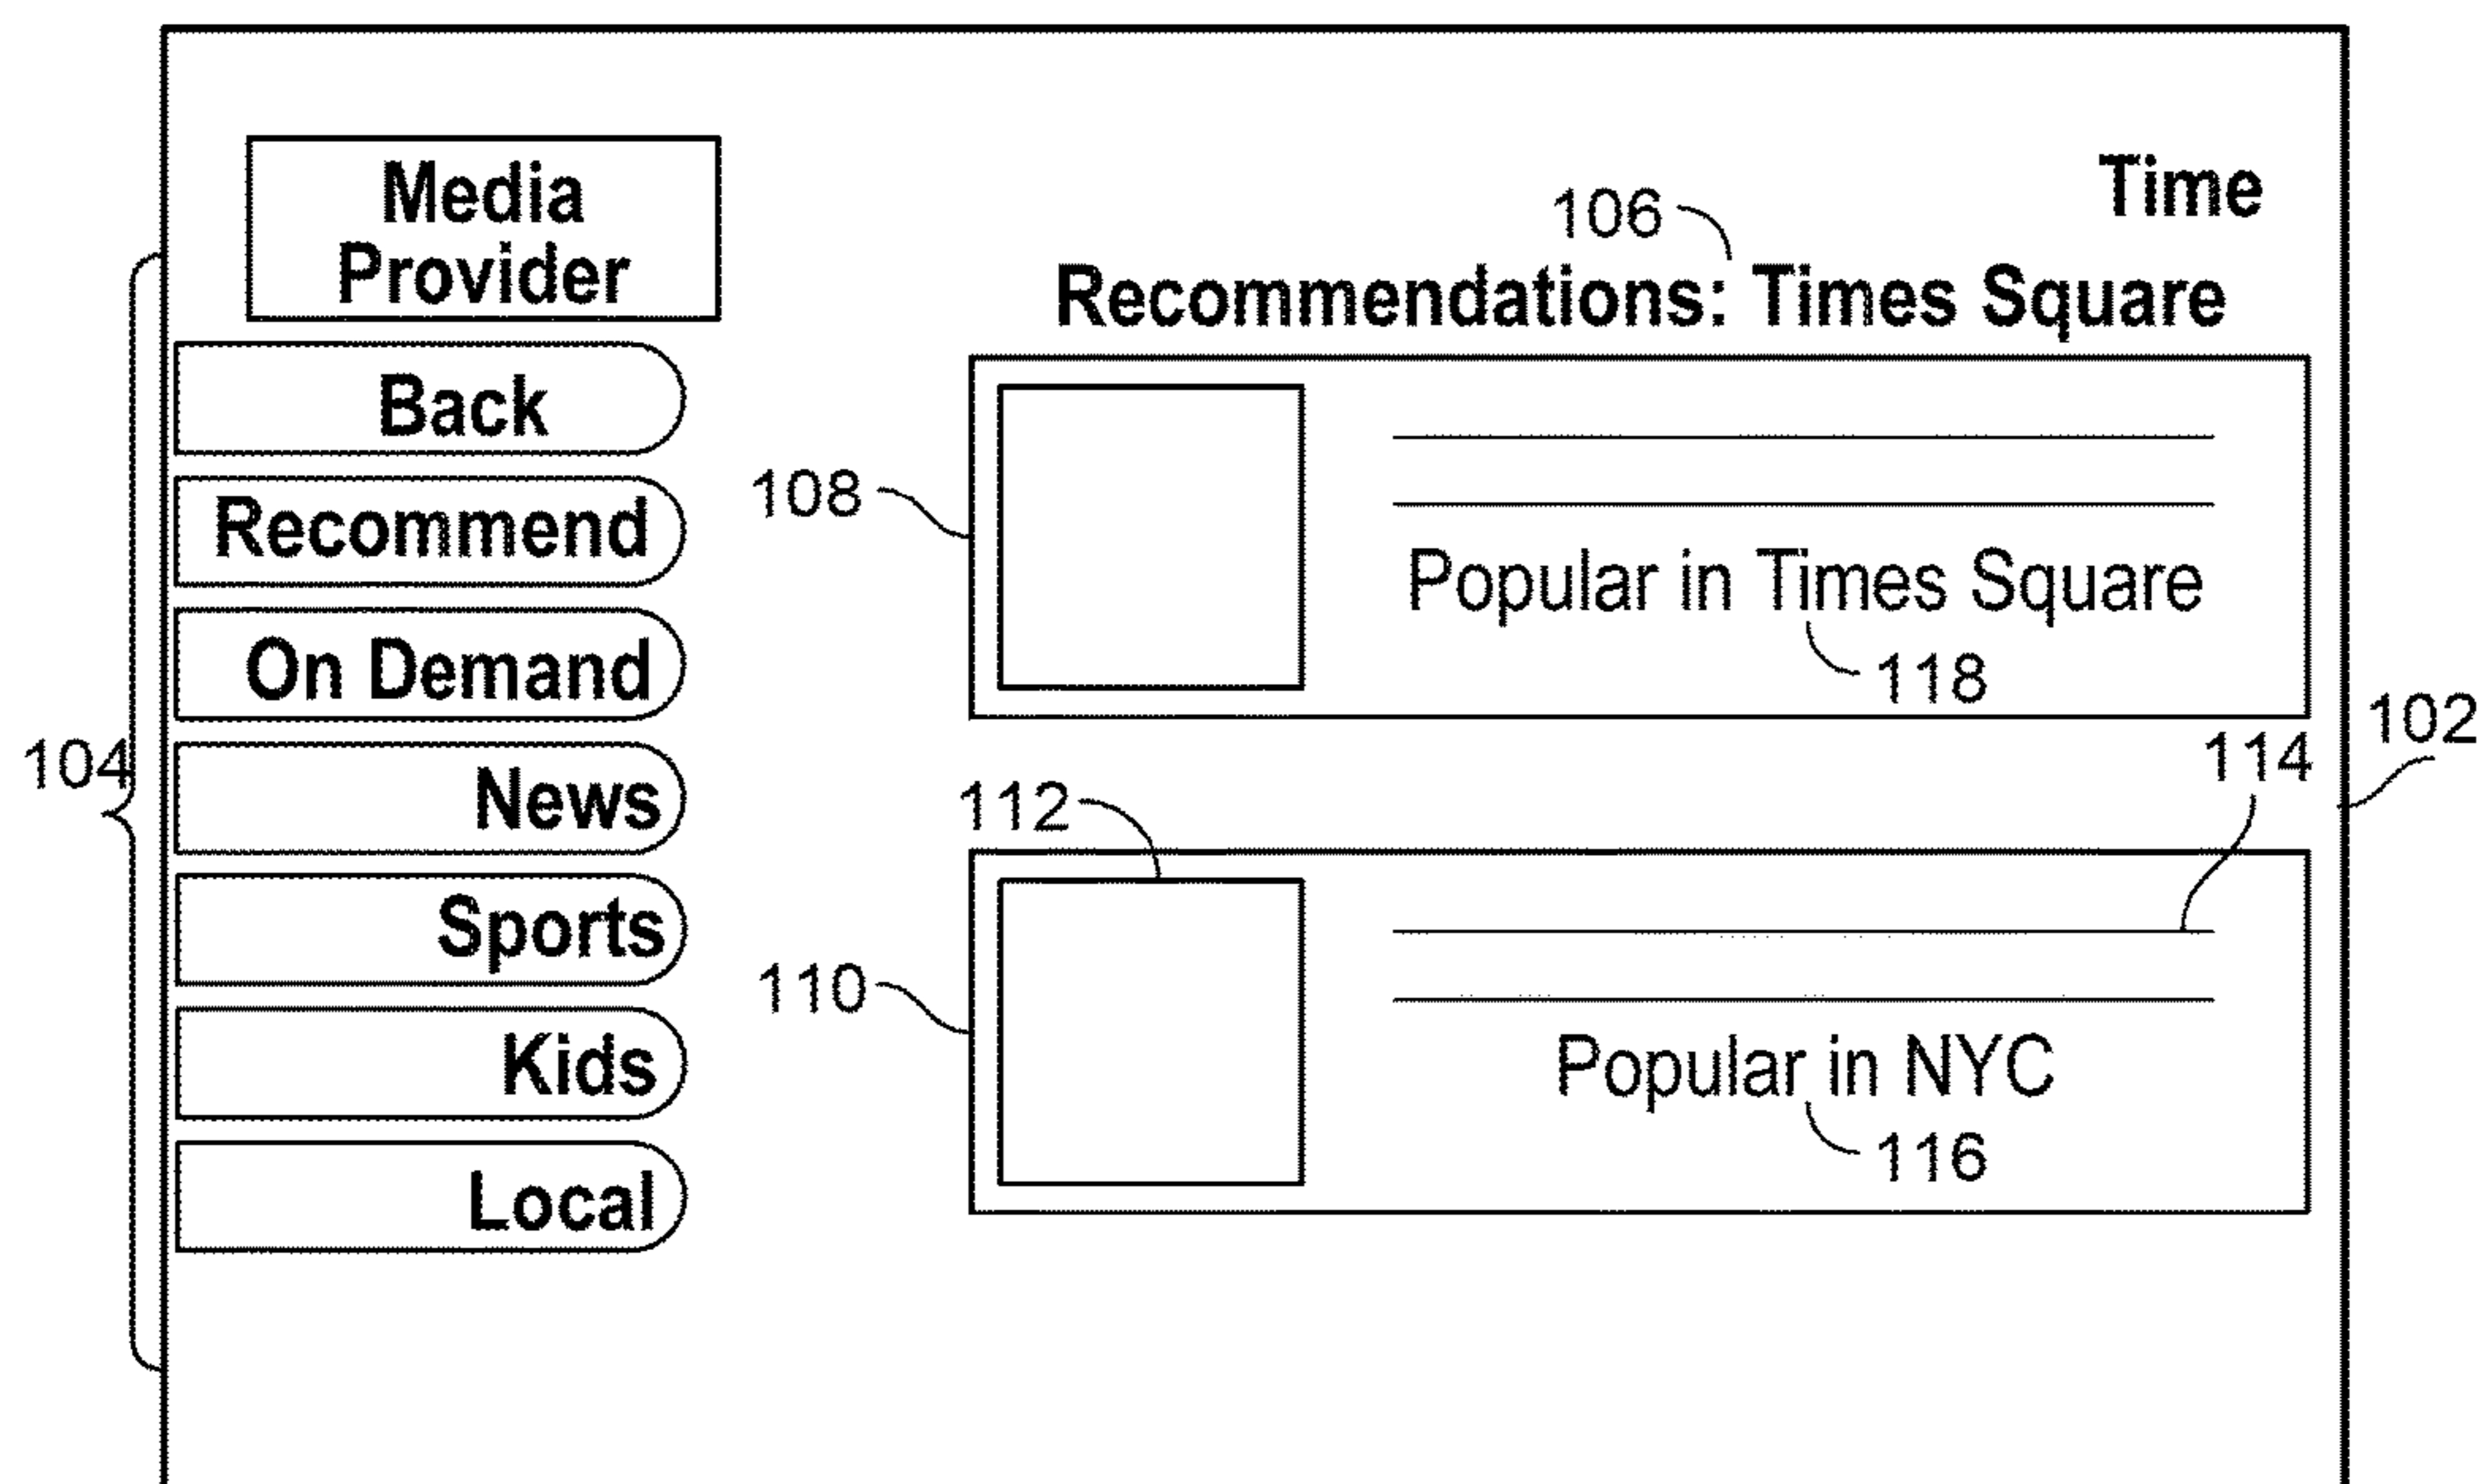 Media
Provider
Time
106
Recommendations: Times Square
Back
Recommend
On Demand
News
Sports
Kids
Local
104
108
Popular in Times Square
118
102
114
112
110
Popular in NYC
116